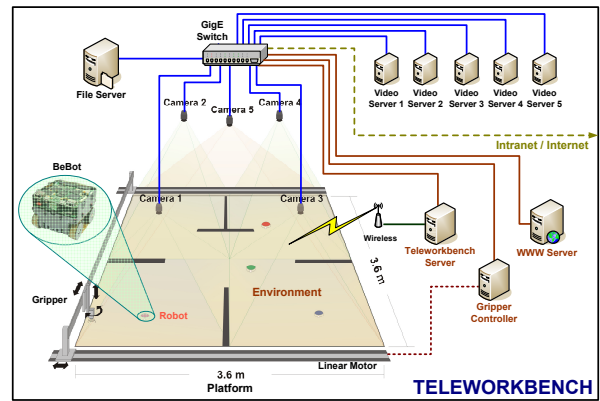 GigE
Switch
File Server
Video
Server 1
Video
Server 2
Video
Server 3
Video
Server 4
Video
Server 5
Camera 2
Camera 5
Camera 4
Intranet / Internet
BeBot
Camera 1
Camera 3
Wireless
Teleworkbench
Server
WWW Server
3.6 m
Gripper
Environment
Robot
Gripper
Controller
Linear Motor
3.6 m
Platform
TELEWORKBENCH